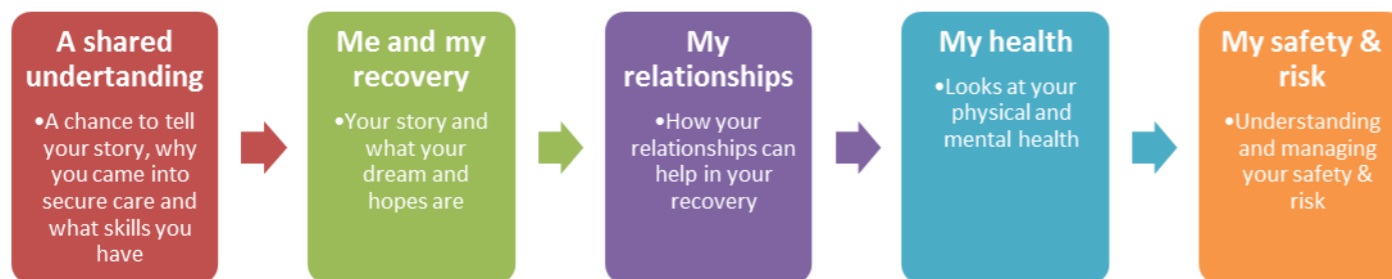 A shared
undertanding
•A chance to tell
your story, why
you came into
secure care and
what skills you
have
Me and my
recovery
•Your story and
what your
dream and
hopes are
My
relationships
•How your
relationships can
help in your
recovery
My health
•Looks at your
physical and
mental health
My safety &
risk
•Understanding
and managing
your safety &
risk